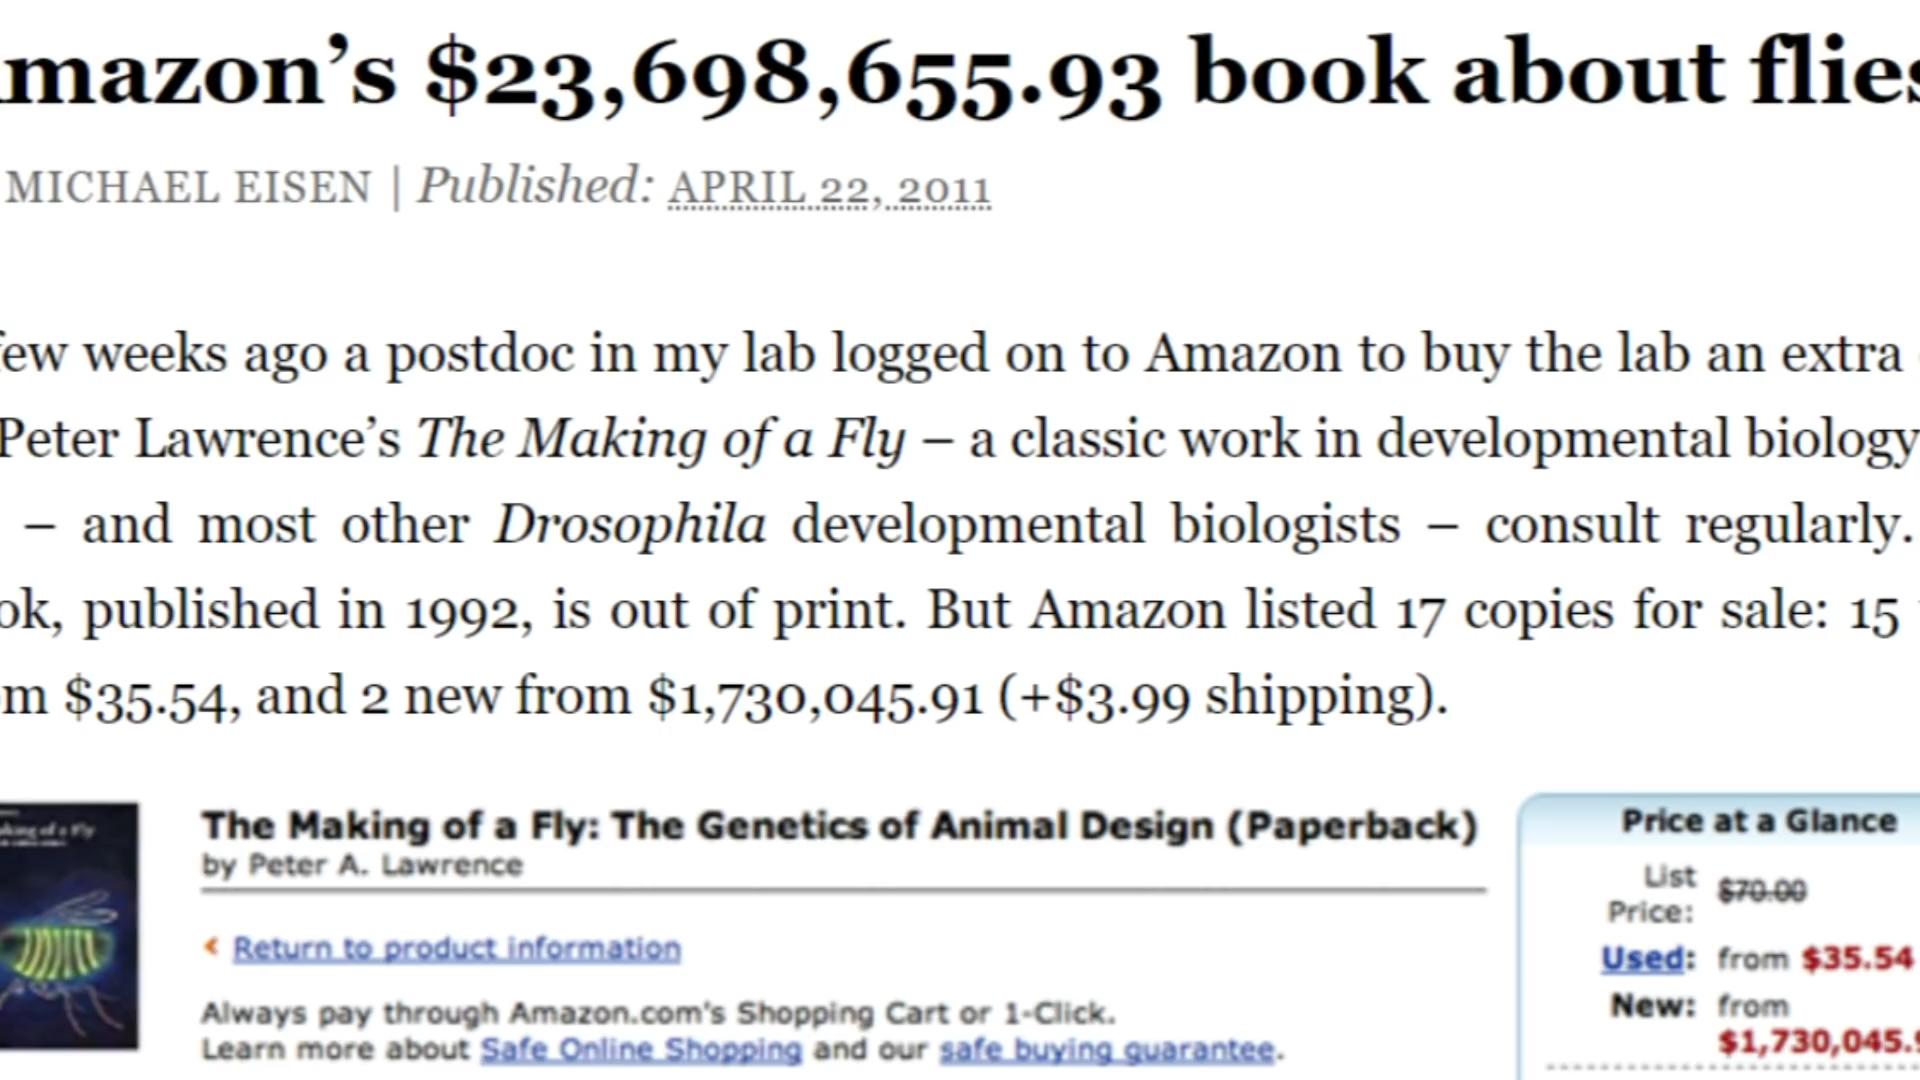 mazon’s $23,698,655.93 book about flies
MICHAEL EISEN | Published: APRIL 22, 2011
few weeks ago a postdoc in my lab logged on to Amazon to buy the lab an extra
Peter Lawrence’s The Making of a Fly – a classic work in developmental biology
– and most other Drosophila developmental biologists – consult regularly.
ok, published in 1992, is out of print. But Amazon listed 17 copies for sale: 15
om $35.54, and 2 new from $1,730,045.91 (+$3.99 shipping).
The Making of a Fly: The Genetics of Animal Design (Paperback)
by Peter A. Lawrence
Return to product information
Always pay through Amazon.com's Shopping Cart or 1-Click.
Learn more about Safe Online Shopping and our safe buying guarantee.
Price at a Glance
List
Price: $70.00
Used: from $35.54
New: from
$1,730,045.9